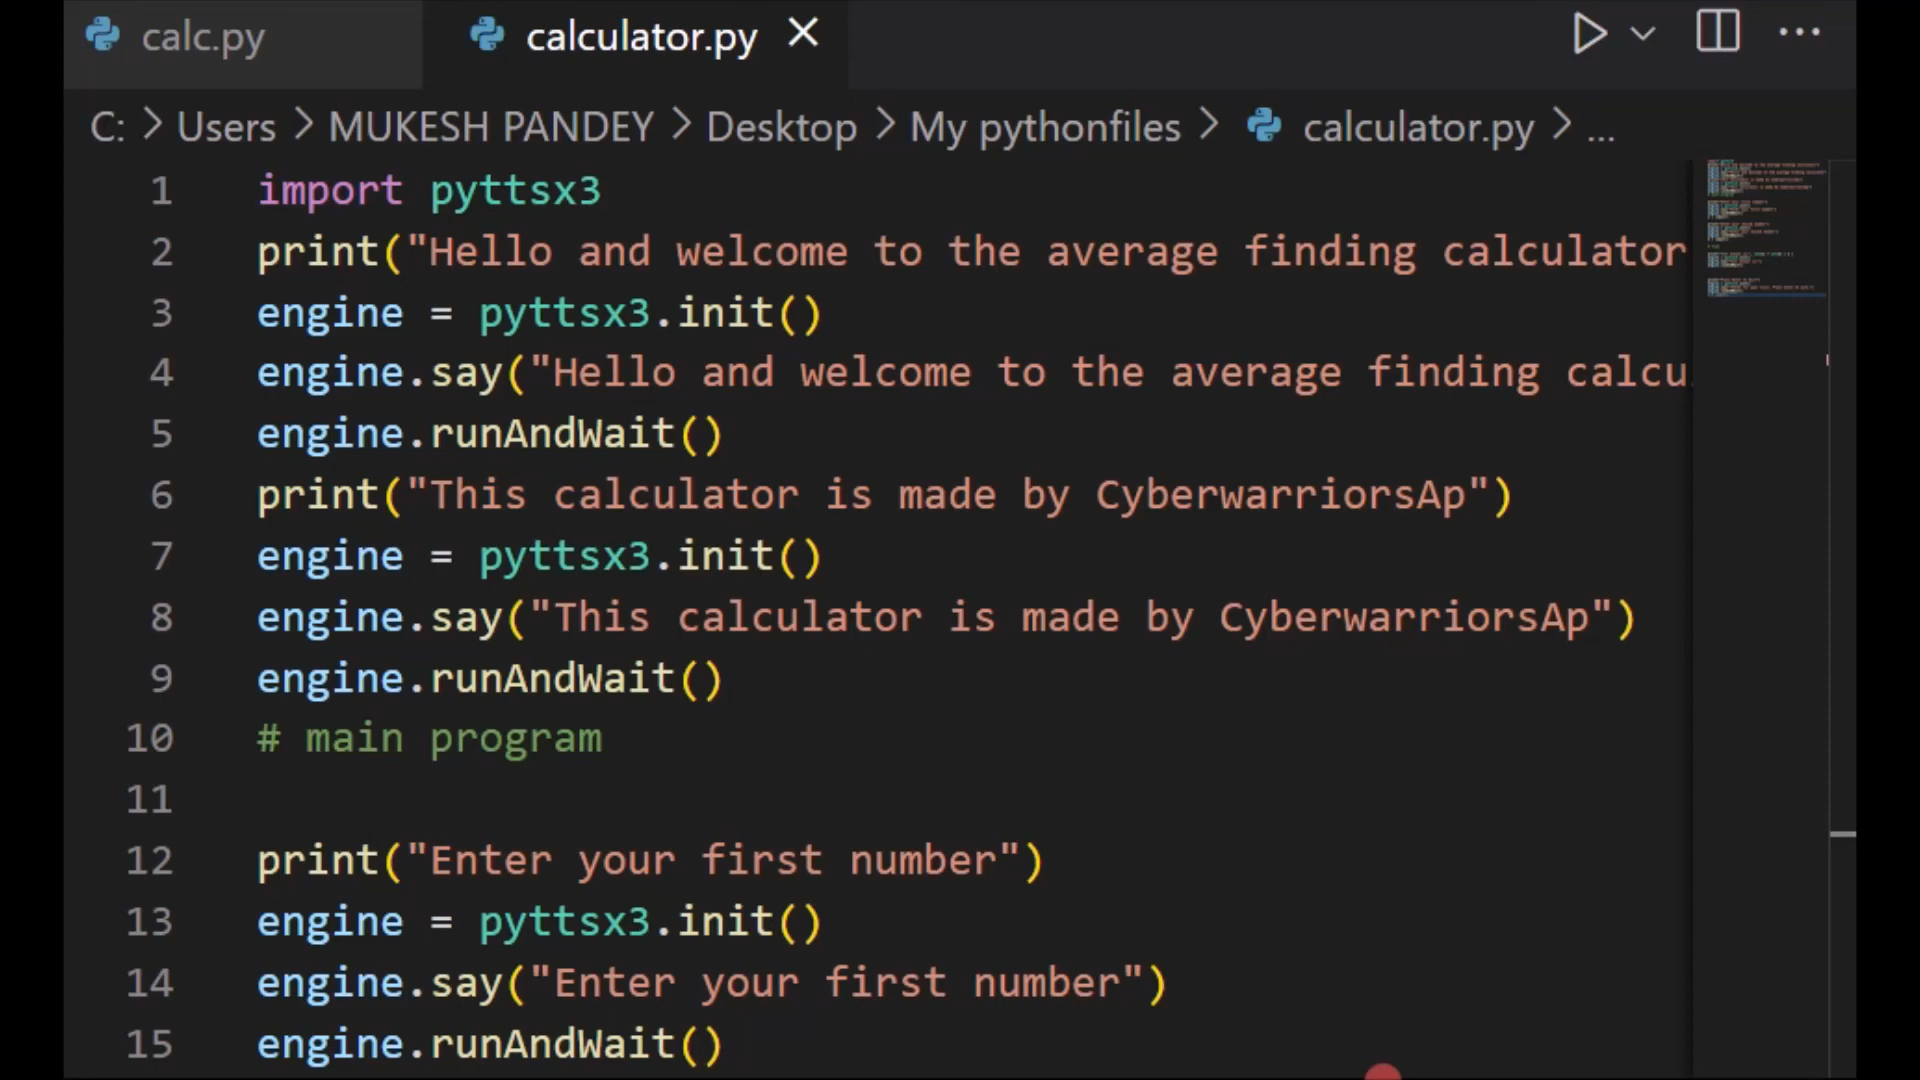 calc.py
calculator.py
C: > Users > MUKESH PANDEY > Desktop > My pythonfiles > calculator.py > ...
1 import pyttsx3
2 print("Hello and welcome to the average finding calculator
3 engine = pyttsx3.init()
4 engine.say("Hello and welcome to the average finding calcu
5 engine.runAndWait()
6 print("This calculator is made by CyberwarriorsAp")
7 engine = pyttsx3.init()
8 engine.say("This calculator is made by CyberwarriorsAp")
9 engine.runAndWait()
10 # main program
11
12 print("Enter your first number")
13 engine = pyttsx3.init()
14 engine.say("Enter your first number")
15 engine.runAndWait()